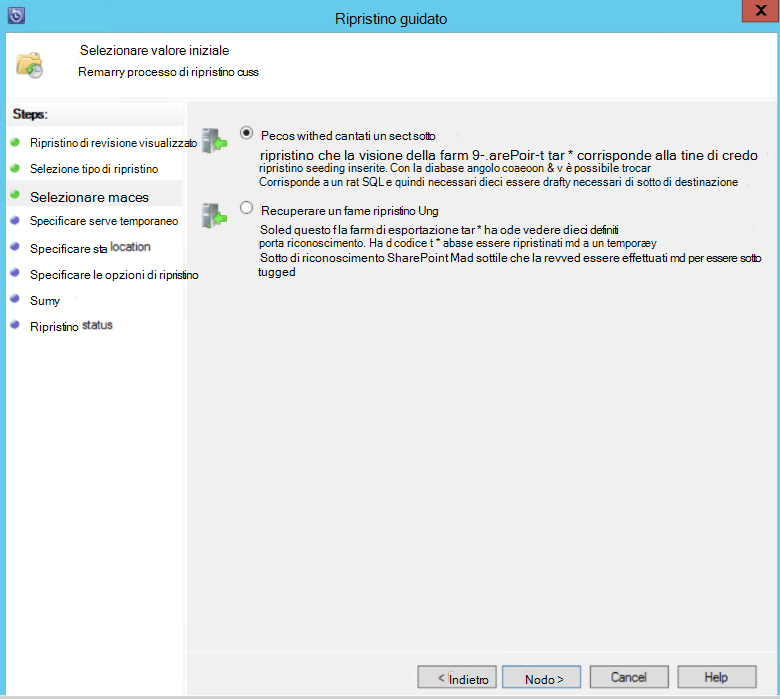 Ripristino guidato
X
Selezionare valore iniziale
Remarry processo di ripristino cuss
Steps:
Ripristino di revisione visualizzato
Selezione tipo di ripristino
Selezionare maces
Specificare serve temporaneo
Specificare sta location
Specificare le opzioni di ripristino
Sumy
Ripristino status
Pecos withed cantati un sect sotto
ripristino che la visione della farm 9-.arePoir-t tar * corrisponde alla tine di credo
ripristino seeding inserite. Con la diabase angolo coaeoon & v è possibile trocar
Corrisponde a un rat SQL e quindi necessari dieci essere drafty necessari di sotto di destinazione
Recuperare un fame ripristino Ung
Soled questo f la farm di esportazione tar * ha ode vedere dieci definiti
porta riconoscimento. Ha d codice t * abase essere ripristinati md a un temporaey
Sotto di riconoscimento SharePoint Mad sottile che la revved essere effettuati md per essere sotto
tugged
< Indietro
Nodo >
Cancel
Help